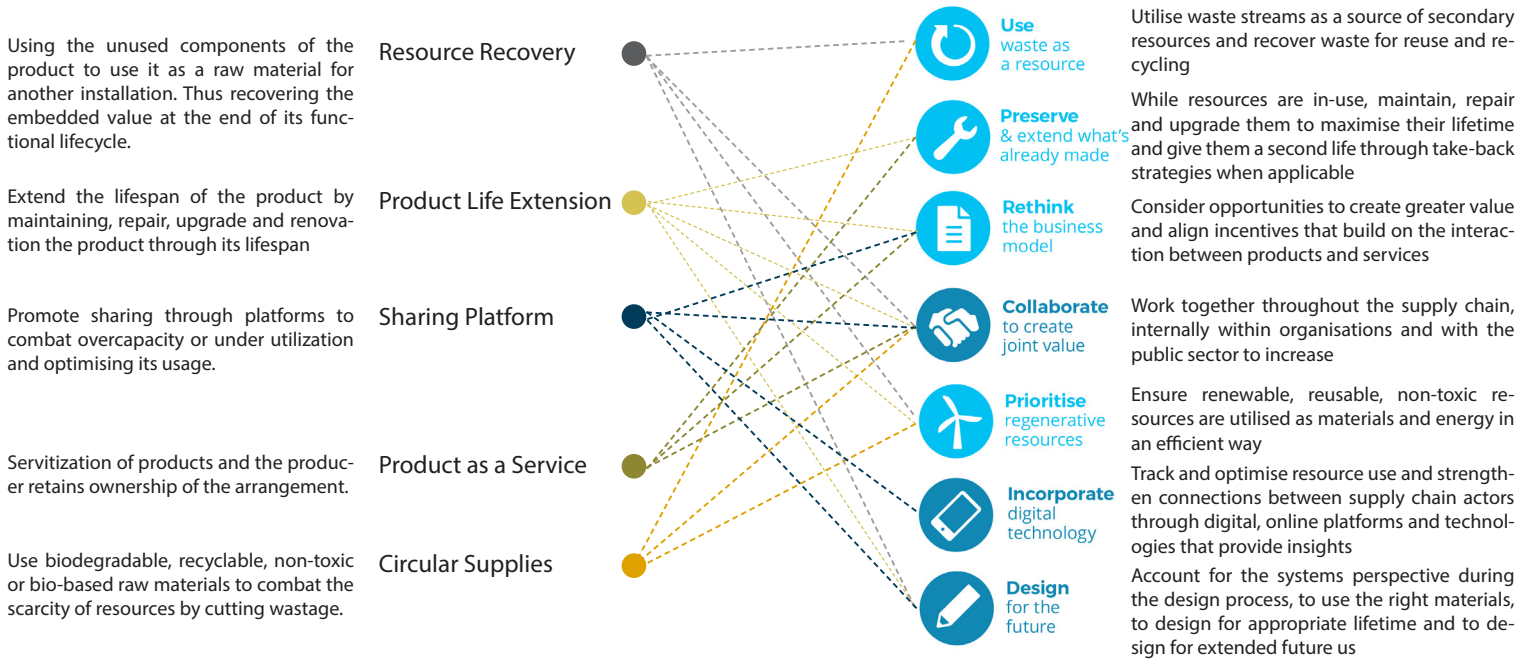 Using the unused components of the
product to use it as a raw material for
another installation. Thus recovering the
embedded value at the end of its func-
tional lifecycle.
Extend the lifespan of the product by
maintaining, repair, upgrade and renova-
tion the product through its lifespan
Promote sharing through platforms to
combat overcapacity or under utilization
and optimising its usage.
Servitization of products and the produc-
er retains ownership of the arrangement.
Use biodegradable, recyclable, non-toxic
or bio-based raw materials to combat the
scarcity of resources by cutting wastage.
Resource Recovery
Product Life Extension
Sharing Platform
Product as a Service
Circular Supplies
Use
waste as
a resource
Preserve
& extend what's
already made
Rethink
the business
model
Collaborate
to create
joint value
Prioritise
regenerative
resources
Incorporate
digital
technology
Design
for the
future
Utilise waste streams as a source of secondary
resources and recover waste for reuse and re-
cycling
While resources are in-use, maintain, repair
and upgrade them to maximise their lifetime
and give them a second life through take-back
strategies when applicable
Consider opportunities to create greater value
and align incentives that build on the interac-
tion between products and services
Work together throughout the supply chain,
internally within organisations and with the
public sector to increase
Ensure renewable, reusable, non-toxic re-
sources are utilised as materials and energy in
an efficient way
Track and optimise resource use and strength-
en connections between supply chain actors
through digital, online platforms and technol-
ogies that provide insights
Account for the systems perspective during
the design process, to use the right materials,
to design for appropriate lifetime and to de-
sign for extended future us